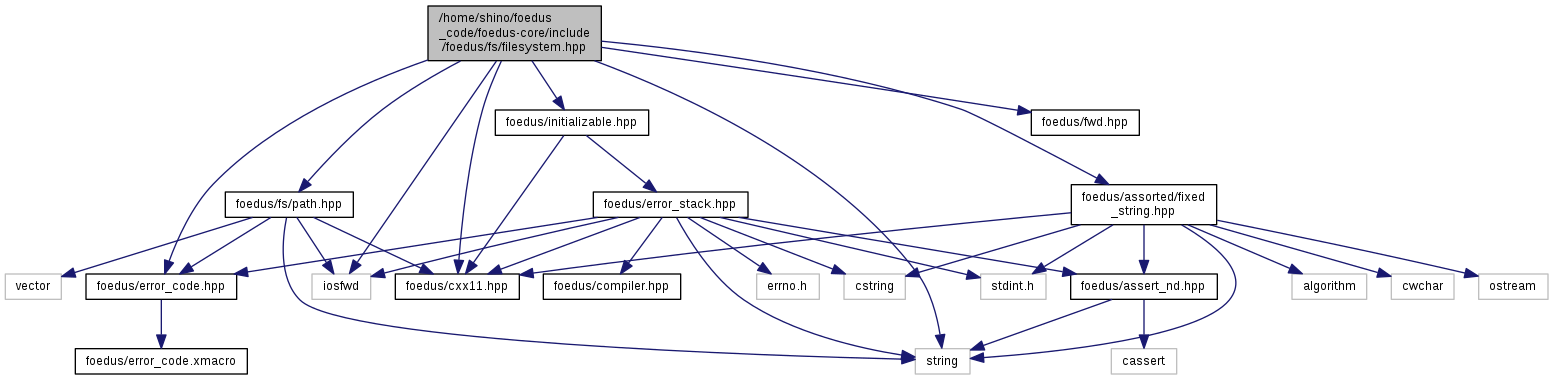 /home/shino/foedus
_code/foedus-core/include
/foedus/fs/filesystem.hpp
foedus/initializable.hpp
foedus/fwd.hpp
foedus/fs/path.hpp
foedus/error_stack.hpp
foedus/assorted/fixed
_string.hpp
vector
foedus/error_code.hpp
iosfwd
foedus/cxx11.hpp
foedus/compiler.hpp
errno.h
cstring
stdint.h
foedus/assert_nd.hpp
algorithm
cwchar
ostream
foedus/error_code.xmacro
string
cassert